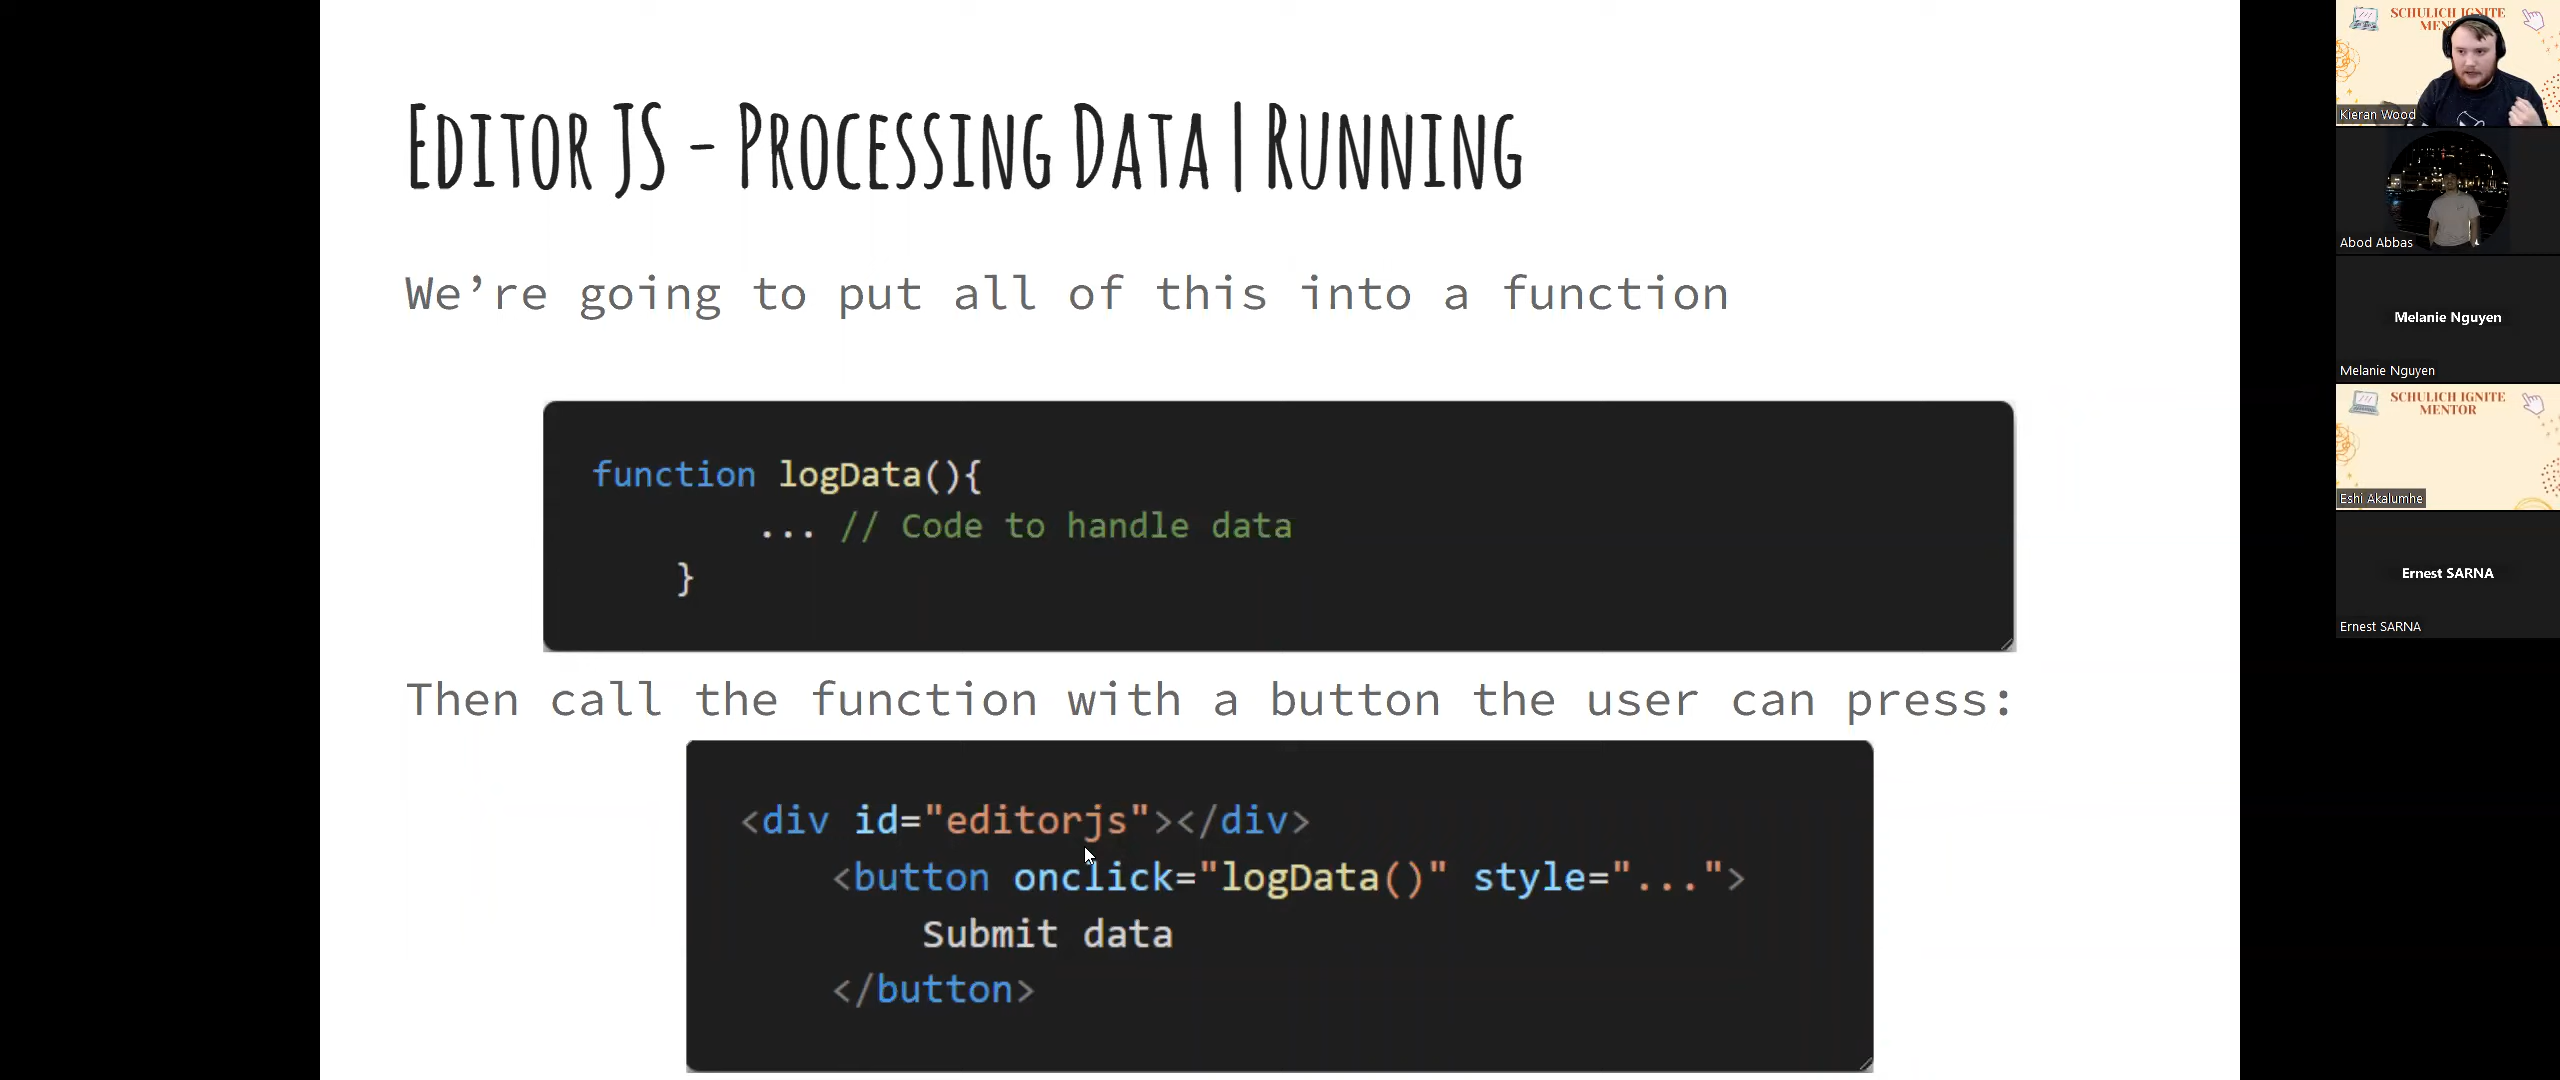 EDITOR JS - PROCESSING DATA | RUNNING
We’re going to put all of this into a function
function logData(){
... // Code to handle data
}
Then call the function with a button the user can press:
<div id="editorjs"></div>
<button onclick="logData()" style="...">
Submit data
</button>
SCHULICH IGNITE
Kieran Wood
Abod Abbas
Melanie Nguyen
Melanie Nguyen
SCHULICH IGNITE
MENTOR
Eshi Akalumhe
Ernest SARNA
Ernest SARNA